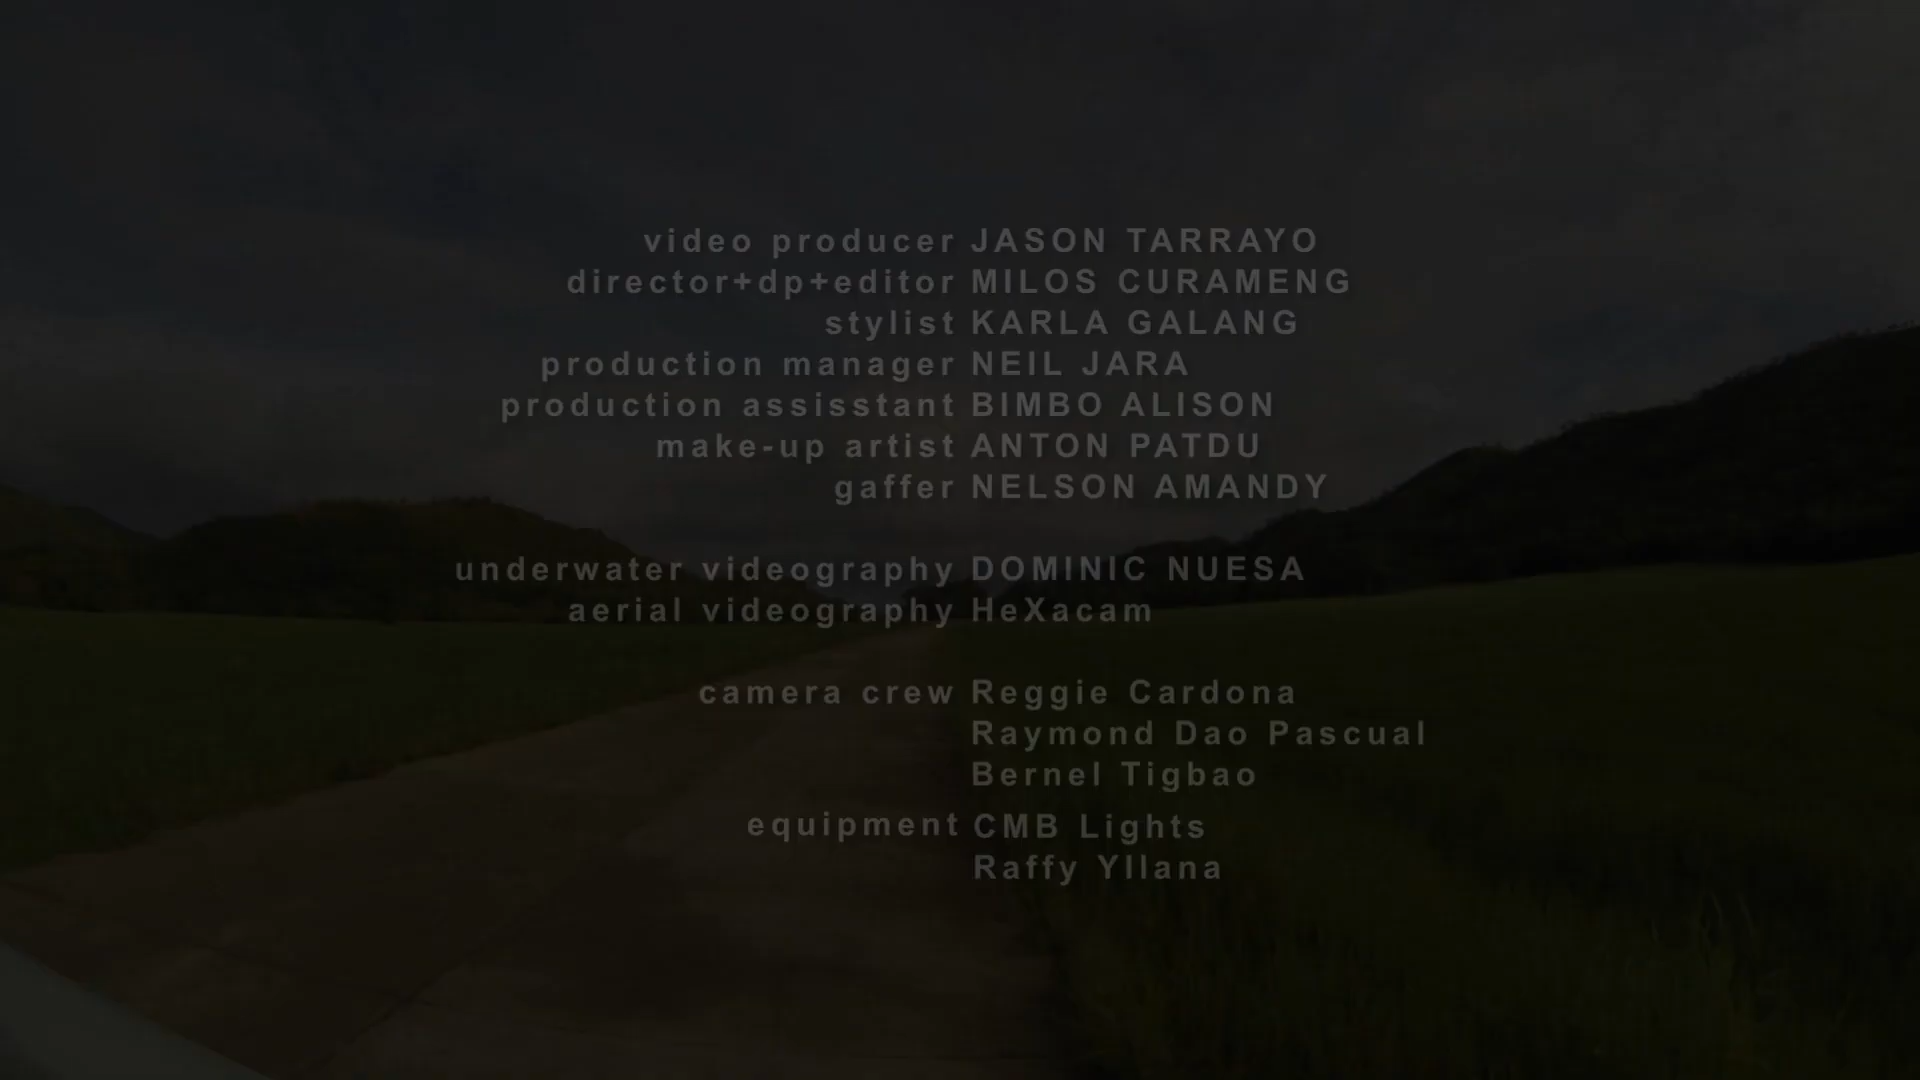 video producer JASON TARRAYO
director+dp+editor MILOS CURAMENG
stylist KARLA GALANG
production manager NEIL JARA
production assisstant BIMBO ALISON
make-up artist ANTON PATDU
gaffer NELSON AMANDY
underwater videography DOMINIC NUESA
aerial videography HeXacam
camera crew Reggie Cardona
Raymond Dao Pascual
Bernel Tigbao
equipment CMB Lights
Raffy Yllana